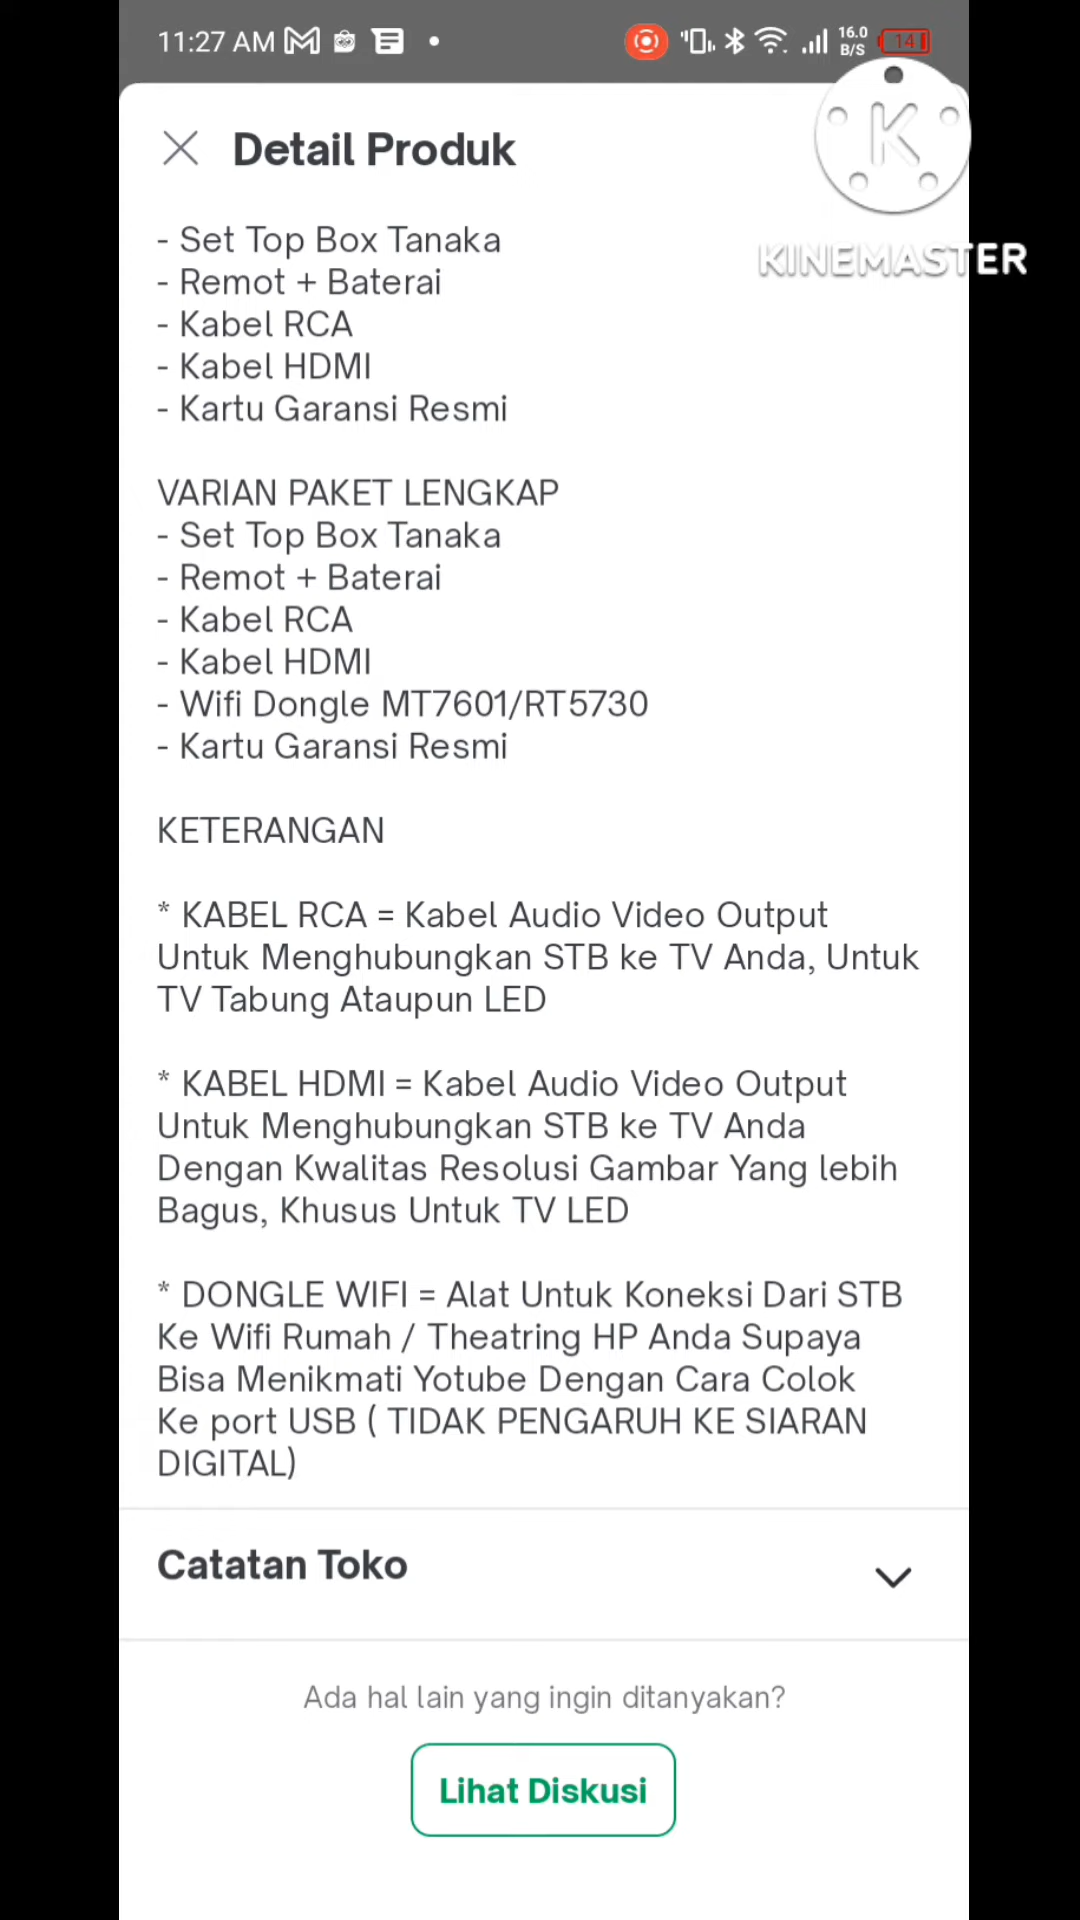 11:27 AM
16.0
B/S
14
Detail Produk
K
KINEMASTER
- Set Top Box Tanaka
- Remot + Baterai
- Kabel RCA
- Kabel HDMI
- Kartu Garansi Resmi
VARIAN PAKET LENGKAP
- Set Top Box Tanaka
- Remot + Baterai
- Kabel RCA
- Kabel HDMI
- Wifi Dongle MT7601/RT5730
- Kartu Garansi Resmi
KETERANGAN
* KABEL RCA = Kabel Audio Video Output
Untuk Menghubungkan STB ke TV Anda, Untuk
TV Tabung Ataupun LED
* KABEL HDMI = Kabel Audio Video Output
Untuk Menghubungkan STB ke TV Anda
Dengan Kwalitas Resolusi Gambar Yang lebih
Bagus, Khusus Untuk TV LED
* DONGLE WIFI = Alat Untuk Koneksi Dari STB
Ke Wifi Rumah / Theatring HP Anda Supaya
Bisa Menikmati Yotube Dengan Cara Colok
Ke port USB ( TIDAK PENGARUH KE SIARAN
DIGITAL)
Catatan Toko
Ada hal lain yang ingin ditanyakan?
Lihat Diskusi